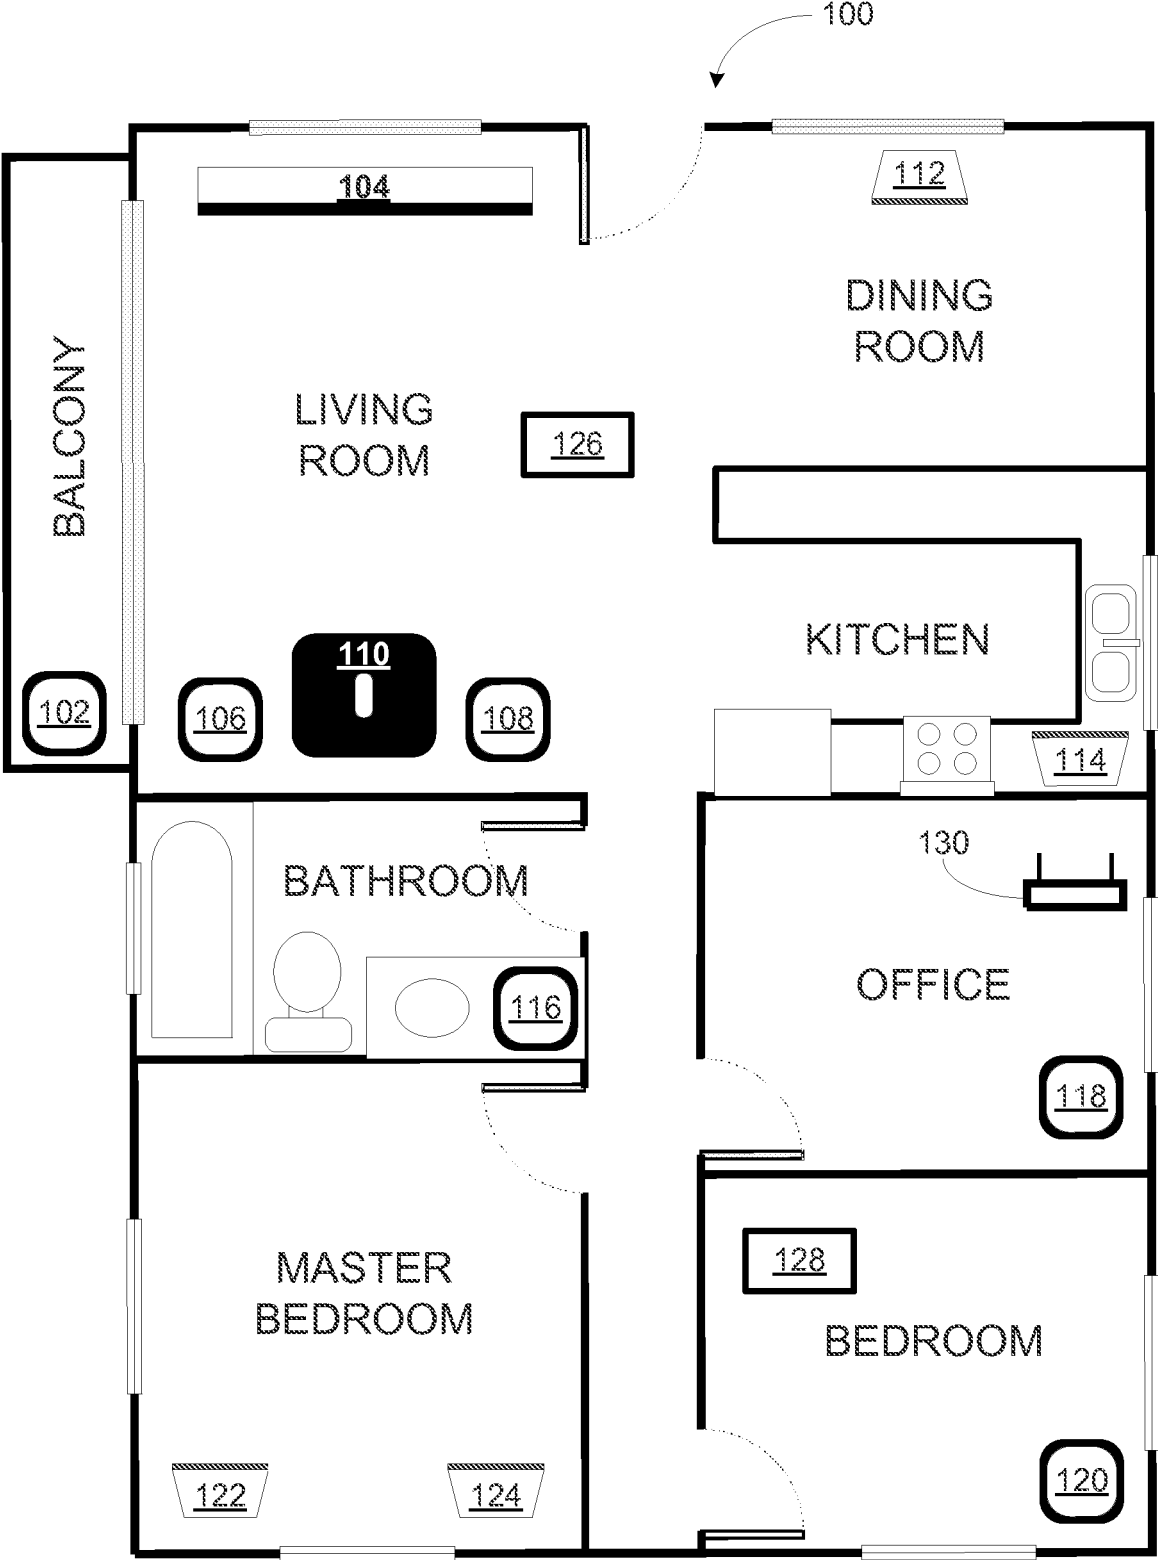 100
104
112
DINING
ROOM
BALCONY
LIVING
ROOM
126
KITCHEN
110
102
106
108
114
130
BATHROOM
OFFICE
116
118
MASTER
BEDROOM
128
BEDROOM
122
124
120